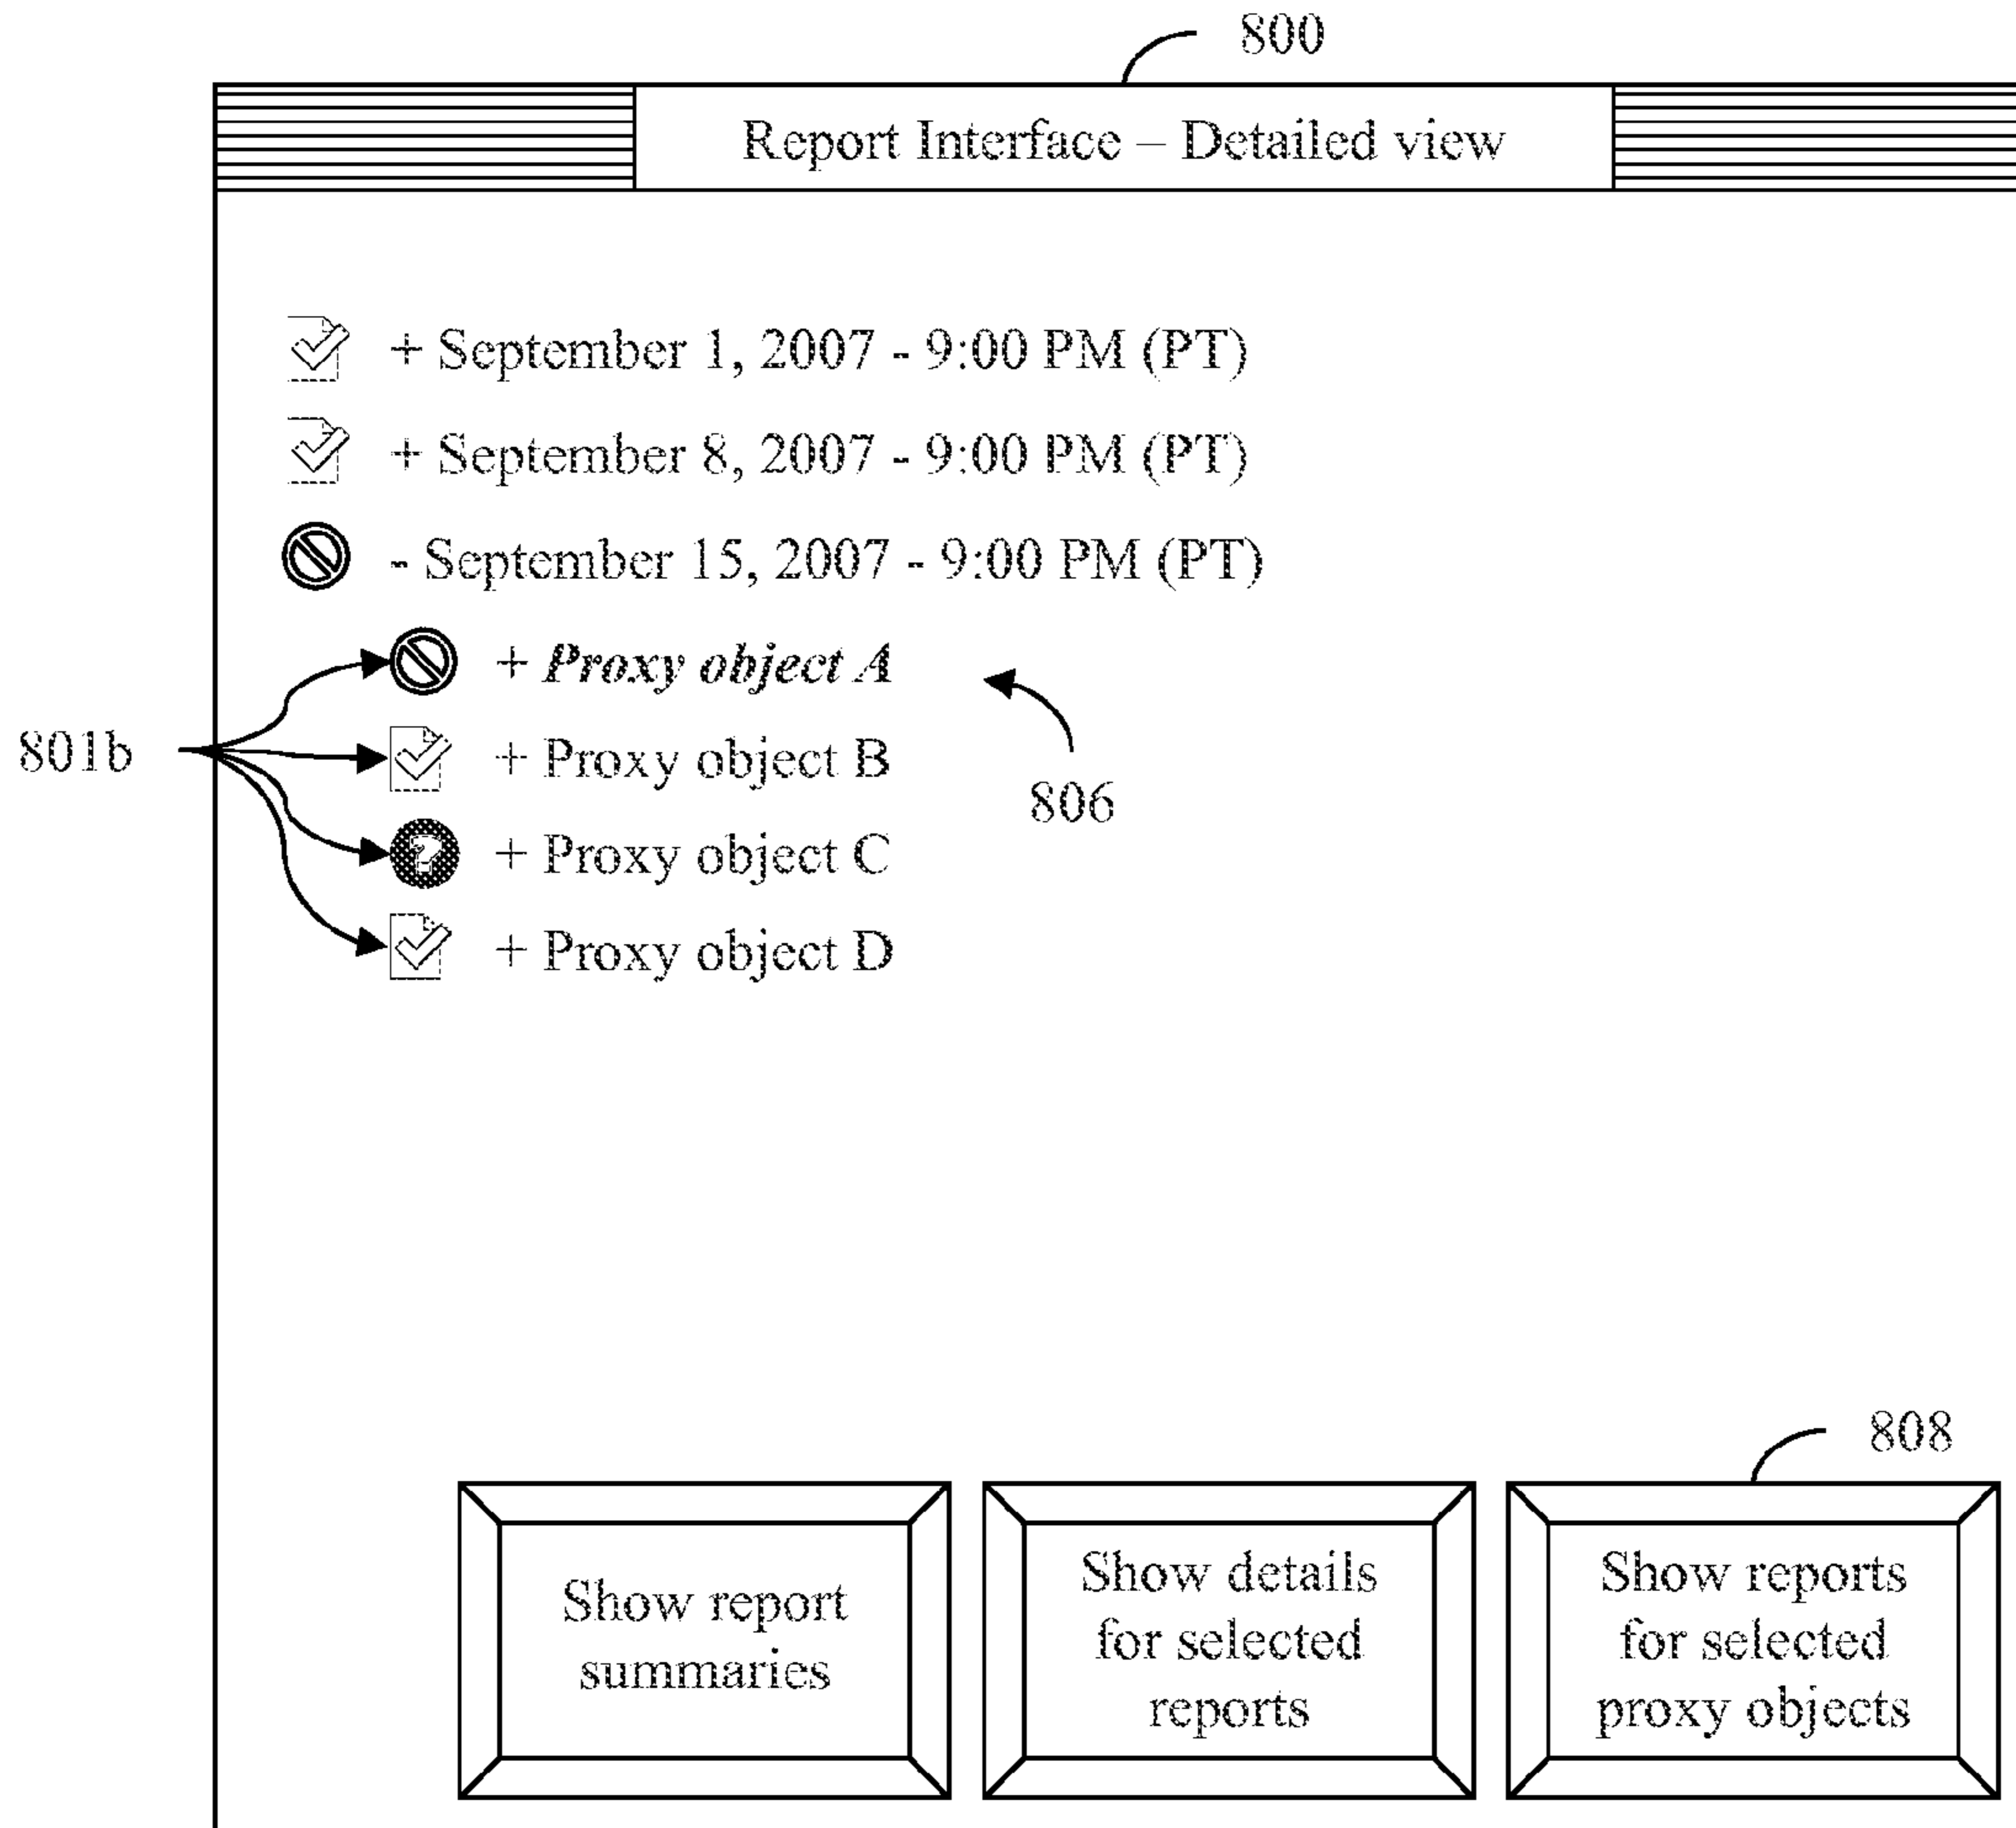 800
Report Interface – Detailed view
+ September 1, 2007 - 9:00 PM (PT)
+ September 8, 2007 - 9:00 PM (PT)
- September 15, 2007 - 9:00 PM (PT)
+ Proxy object A
801b
+ Proxy object B
806
?
+ Proxy object C
+ Proxy object D
808
Show report
summaries
Show details
for selected
reports
Show reports
for selected
proxy objects